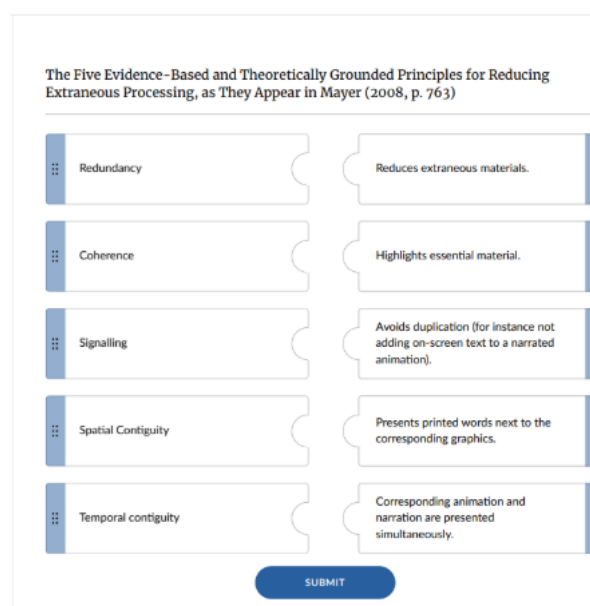 The Five Evidence-Based and Theoretically Grounded Principles for Reducing
Extraneous Processing, as They Appear in Mayer (2008, p. 763)
Redundancy
Reduces extraneous materials.
Coherence
Highlights essential material.
Signalling
Avoids duplication (for instance not
adding on-screen text to a narrated
animation).
Spatial Contiguity
Presents printed words next to the
corresponding graphics.
Temporal contiguity
Corresponding animation and
narration are presented
simultaneously.
SUBMIT